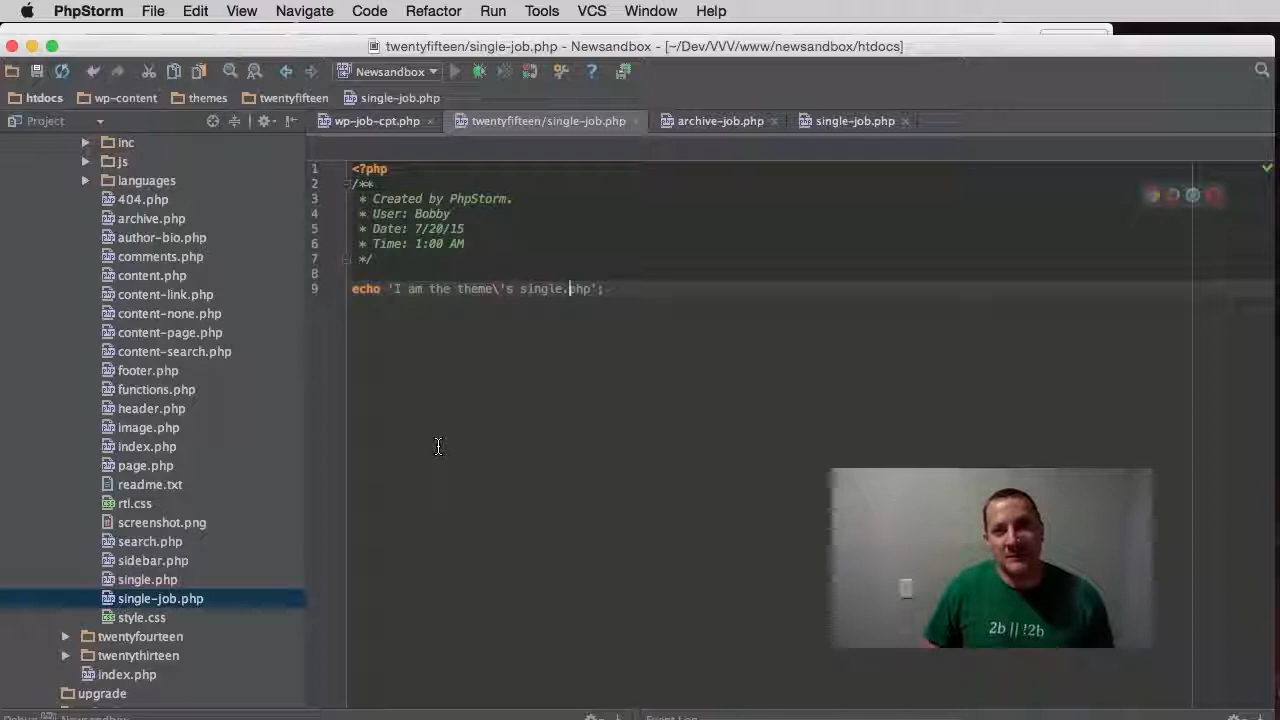 PhpStorm File Edit View Navigate Code Refactor Run Tools VCS Window Help
twentyfifteen/single-job.php - Newsandbox - [~/Dev/VVV/www/newsandbox/htdocs]
Newsandbox
htdocs wp-content themes twentyfifteen single-job.php
Project
wp-job-cpt.php twentyfifteen/single-job.php archive-job.php single-job.php
inc
js
languages
404.php
archive.php
author-bio.php
comments.php
content.php
content-link.php
content-none.php
content-page.php
content-search.php
footer.php
functions.php
header.php
image.php
index.php
page.php
readme.txt
rtl.css
screenshot.png
search.php
sidebar.php
single.php
single-job.php
style.css
twentyfourteen
twentythirteen
index.php
upgrade
1 <?php
2 /**
3 * Created by PhpStorm.
4 * User: Bobby
5 * Date: 7/20/15
6 * Time: 1:00 AM
7 */
8
9 echo 'I am the theme\'s single.php';
2b || !2b